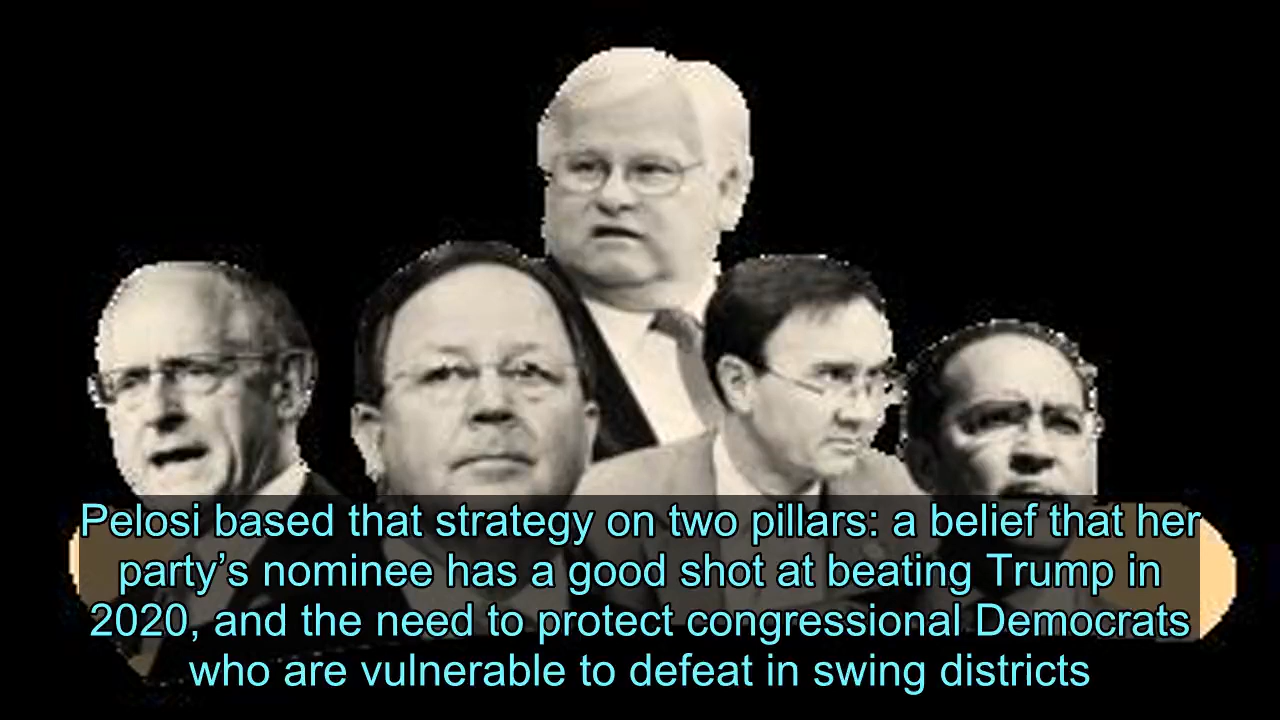 Pelosi based that strategy on two pillars: a belief that her
party’s nominee has a good shot at beating Trump in
2020, and the need to protect congressional Democrats
who are vulnerable to defeat in swing districts